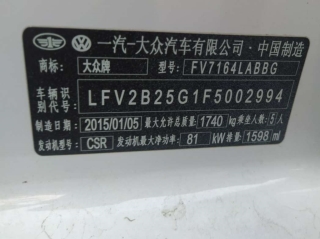 一汽-大众汽车有限公司·中国制造
商标: 大众牌 型号: FV7164LABBG
车辆识别代号: LFV2B25G1F5002994
制造日期 2015/01/05 最大允许总质量: 1740 kg 乘坐人数: 5 人
发动机型号: CSR 发动机最大净功率: 81 kW 排量 1598 ml